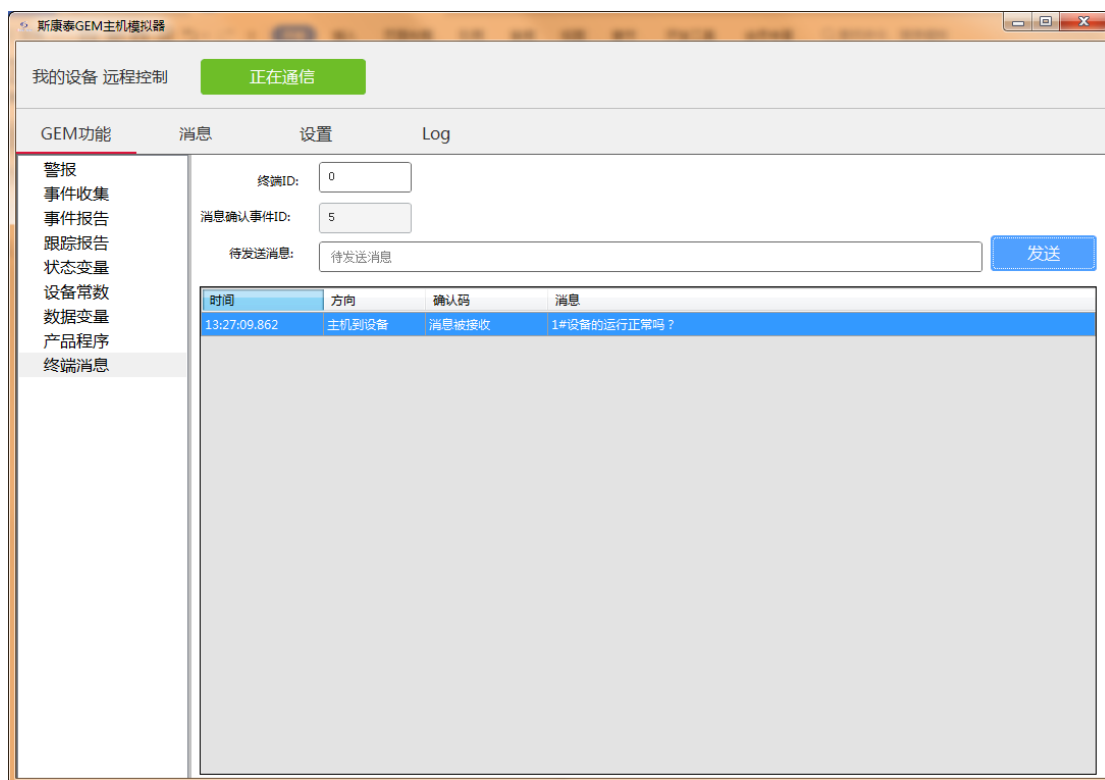 斯康泰GEM主机模拟器
我的设备 远程控制
正在通信
GEM功能 消息 设置 Log
警报
事件收集
事件报告
跟踪报告
状态变量
设备常数
数据变量
产品程序
终端消息
终端ID: 0
消息确认事件ID: 5
待发送消息: 待发送消息
发送
时间 方向 确认码 消息
13:27:09.862 主机到设备 消息被接收 1#设备的运行正常吗？